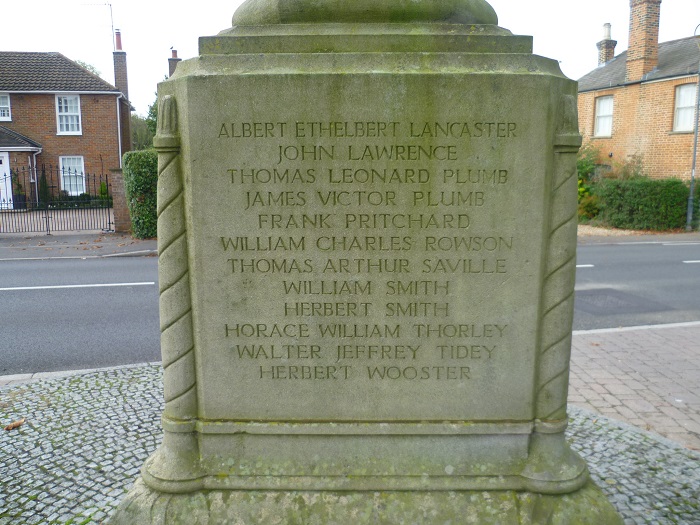 ALBERT ETHELBERT LANCASTER
JOHN LAWRENCE
THOMAS LEONARD PLUMB
JAMES VICTOR PLUMB
FRANK PRITCHARD
WILLIAM CHARLES ROWSON
THOMAS ARTHUR SAVILLE
WILLIAM SMITH
HERBERT SMITH
HORACE WILLIAM THORLEY
WALTER JEFFREY TIDEY
HERBERT WOOSTER